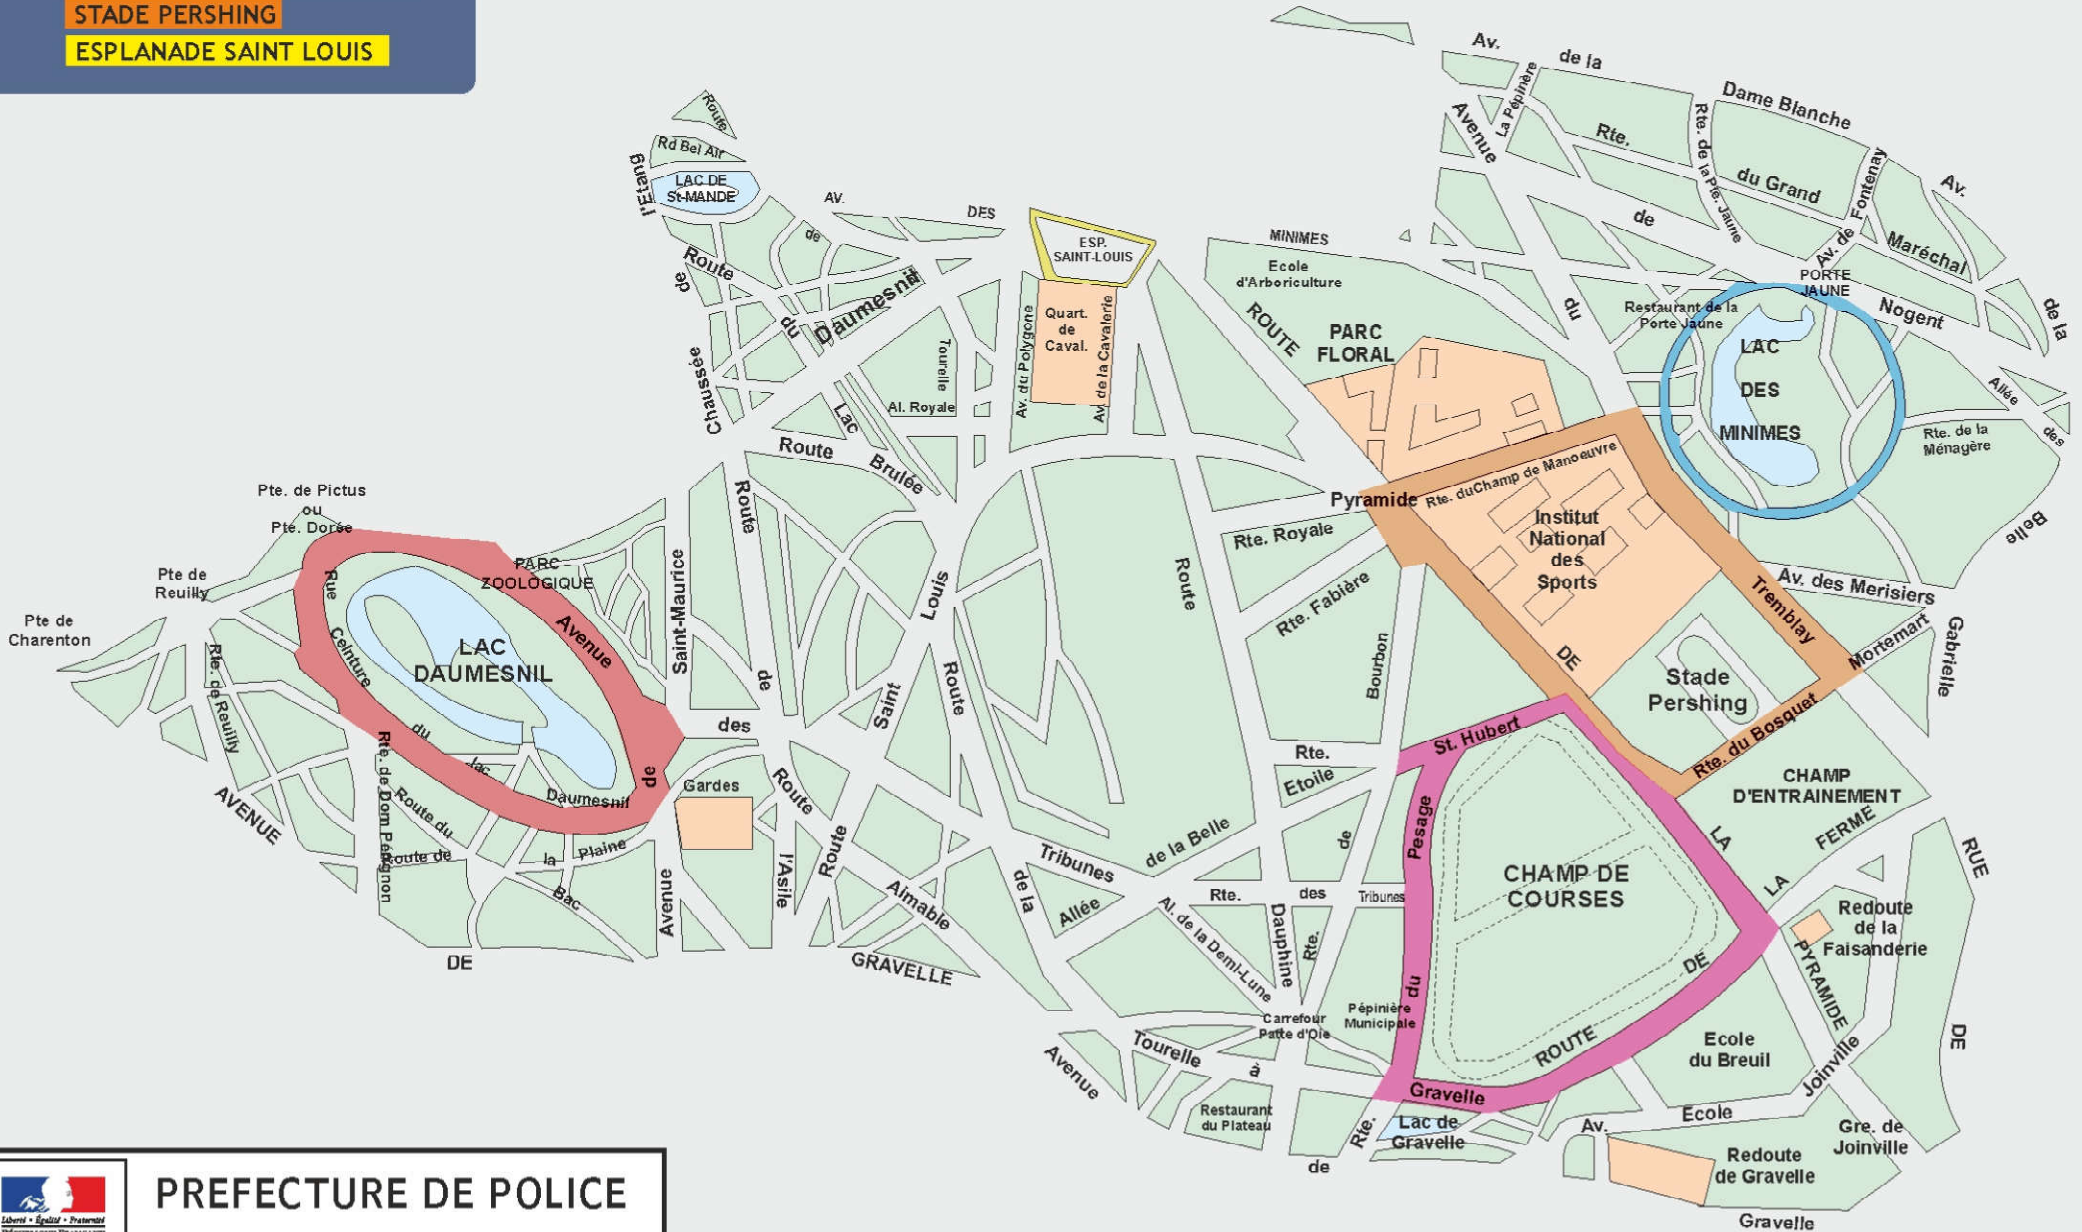 STADE PERSHING
ESPLANADE SAINT LOUIS
Av.
de la
Dame Blanche
Av.
Maréchal
de la
La Pépinère
Avenue
Rte.
du Grand
Rte. de la Pte. Jaune
Av. de Fontenay
de
du
Nogent
PORTE
JAUNE
Restaurant de la
Porte Jaune
LAC
DES
MINIMES
Allée
des
Rte. de la
Ménagère
Belle
Gabrielle
Route
Rd Bel Air
l'Etang
LAC DE
St-MANDE
de
Route
de
du
Daumesnil
AV.
DES
MINIMES
ESP.
SAINT-LOUIS
Quart.
de
Caval.
Av. du Polygone
Av. de la Cavalerie
Tourelle
Al. Royale
Chaussée
Lac
Route
Brulée
Ecole
d'Arboriculture
ROUTE
PARC
FLORAL
Pyramide
Rte. du Champ de Manoeuvre
Institut
National
des
Sports
Rte. Royale
Rte. Fabière
Route
Bourbon
DE
Tremblay
Av. des Merisiers
Mortemart
Stade
Pershing
Rte. du Bosquet
Pte. de Pictus
ou
Pte. Dorée
Pte de
Reuilly
Pte de
Charenton
PARC
ZOOLOGIQUE
Rue
Ceinture
du
lac
Daumesnil
Avenue
de
LAC
DAUMESNIL
Saint-Maurice
Route
de
des
Louis
Saint
Route
Route
Route
Gardes
l'Asile
Avenue
Rte. de Reuilly
AVENUE
Rte. de Dom Pérignon
Route du
Route de
la
Plaine
Bac
DE
Aimable
GRAVELLE
de la
Tribunes
de la Belle
Allée
Rte.
Etoile
de
Rte.
des
Tribunes
Al. de la Demi-Lune
Dauphine
Rte.
Carrefour
Patte d'Oie
Pépinière
Municipale
Tourelle
à
Avenue
Restaurant
du Plateau
de
Rte.
St. Hubert
Pesage
du
Gravelle
Lac de
Gravelle
CHAMP DE
COURSES
ROUTE
DE
LA
PYRAMIDE
CHAMP
D'ENTRAINEMENT
LA
FERME
RUE
DE
Redoute
de la
Faisanderie
Ecole
du Breuil
Joinville
Ecole
Av.
Gre. de
Joinville
Redoute
de Gravelle
Gravelle
PREFECTURE DE POLICE
Liberté • Égalité • Fraternité